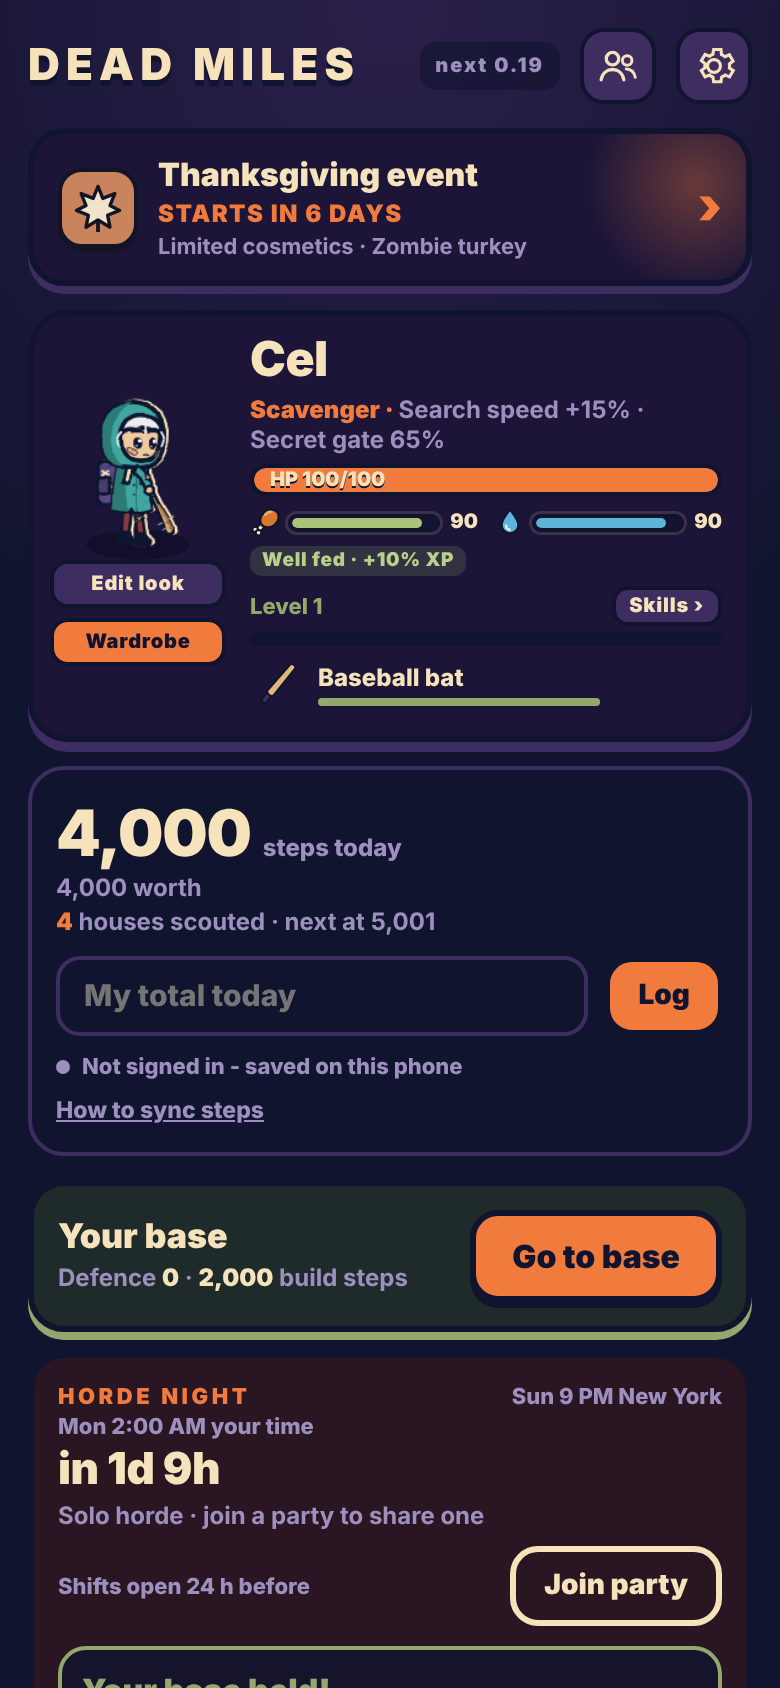 DEAD MILES
next 0.19
Thanksgiving event
STARTS IN 6 DAYS
Limited cosmetics · Zombie turkey
›
Cel
Scavenger · Search speed +15% ·
Secret gate 65%
HP 100/100
90
90
Well fed · +10% XP
Edit look
Level 1
Skills ›
Wardrobe
Baseball bat
4,000 steps today
4,000 worth
4 houses scouted · next at 5,001
My total today
Log
Not signed in - saved on this phone
How to sync steps
Your base
Defence 0 · 2,000 build steps
Go to base
HORDE NIGHT
Sun 9 PM New York
Mon 2:00 AM your time
in 1d 9h
Solo horde · join a party to share one
Shifts open 24 h before
Join party
Your base held!